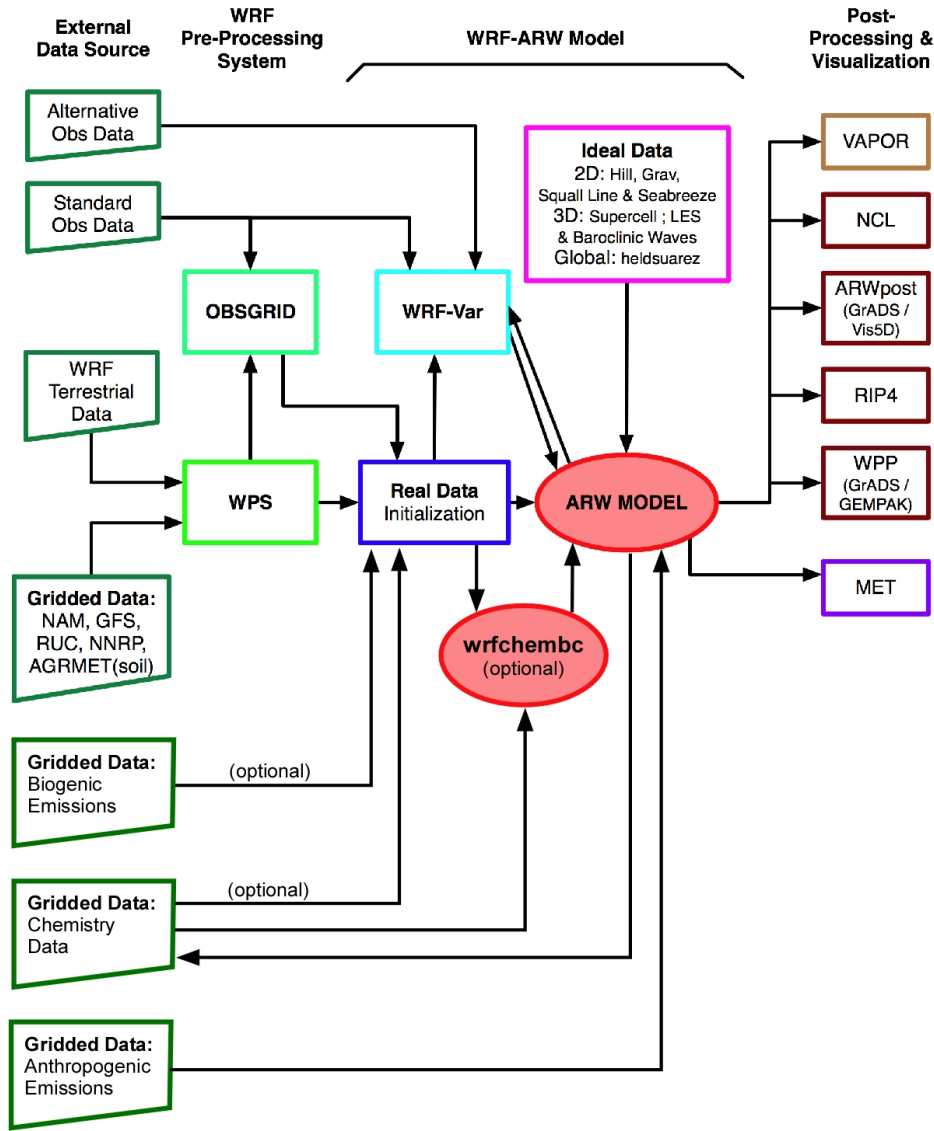 External
Data Source
WRF
Pre-Processing
System
WRF-ARW Model
Post-
Processing &
Visualization
Alternative
Obs Data
Standard
Obs Data
OBSGRID
WRF-Var
Ideal Data
2D: Hill, Grav,
Squall Line & Seabreeze
3D: Supercell ; LES
& Baroclinic Waves
Global: heldsuarez
VAPOR
NCL
ARWpost
(GrADS /
Vis5D)
RIP4
WPP
(GrADS /
GEMPAK)
MET
WRF
Terrestrial
Data
WPS
Real Data
Initialization
ARW MODEL
wrfchembc
(optional)
Gridded Data:
NAM, GFS,
RUC, NNRP,
AGRMET(soil)
Gridded Data:
Biogenic
Emissions
(optional)
Gridded Data:
Chemistry
Data
(optional)
Gridded Data:
Anthropogenic
Emissions